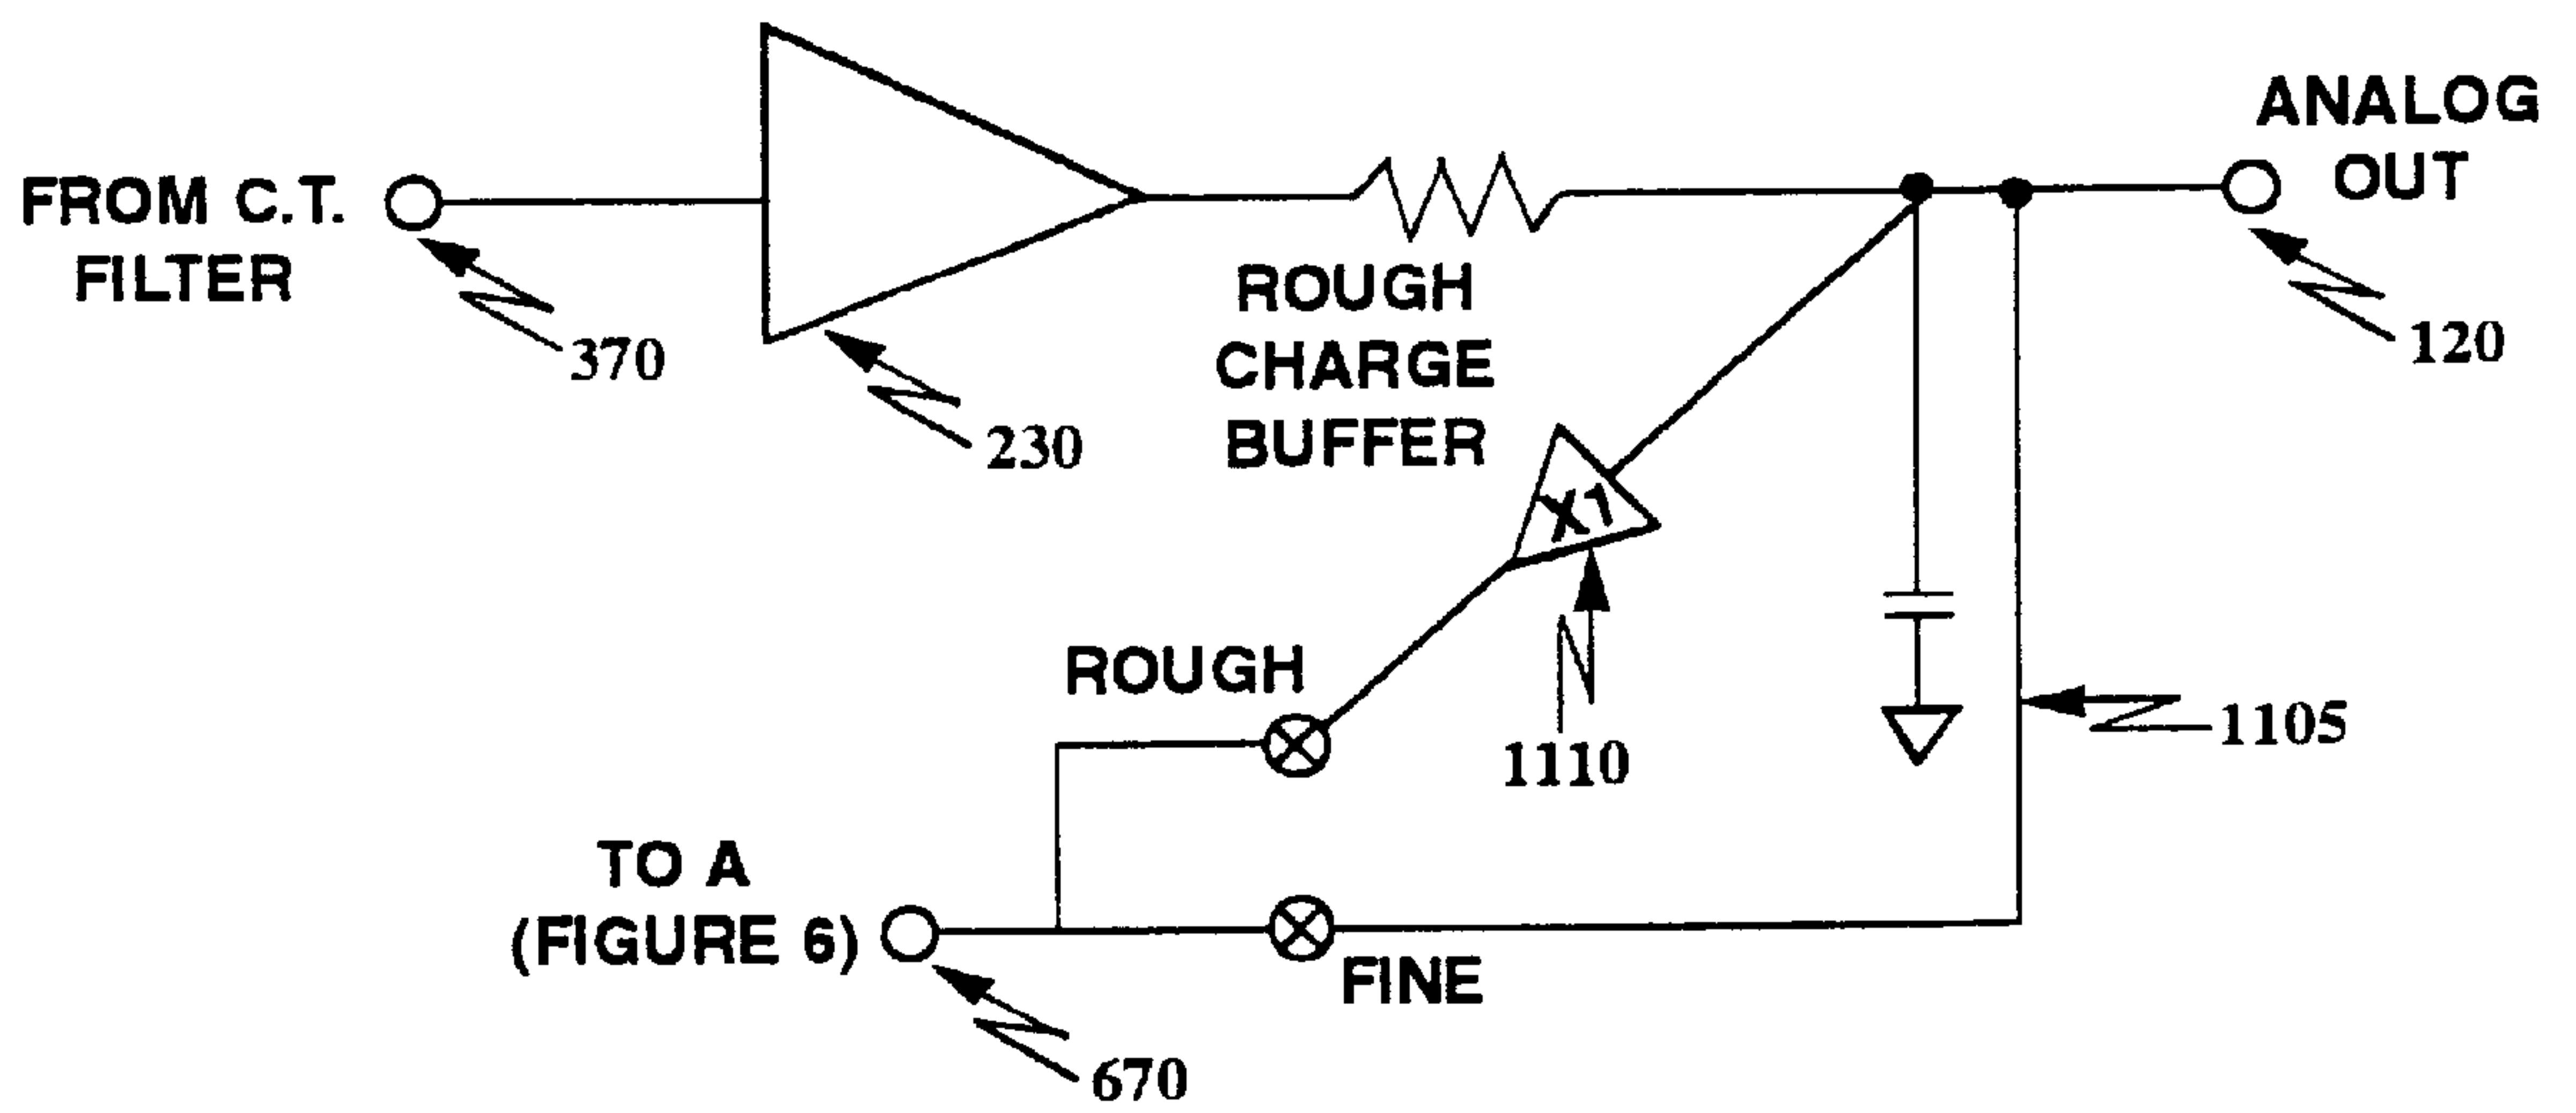 ANALOG
OUT
FROM C.T.
FILTER
370
230
120
ROUGH
CHARGE
BUFFER
X1
1110
1105
ROUGH
TO A
(FIGURE 6)
FINE
670